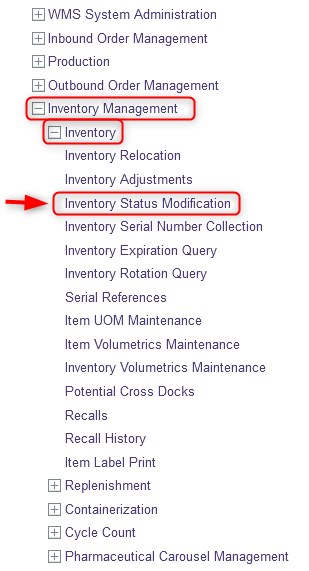 WMS System Administration
Inbound Order Management
Production
Outbound Order Management
Inventory Management
Inventory
Inventory Relocation
Inventory Adjustments
Inventory Status Modification
Inventory Serial Number Collection
Inventory Expiration Query
Inventory Rotation Query
Serial References
Item UOM Maintenance
Item Volumetrics Maintenance
Inventory Volumetrics Maintenance
Potential Cross Docks
Recalls
Recall History
Item Label Print
Replenishment
Containerization
Cycle Count
Pharmaceutical Carousel Management